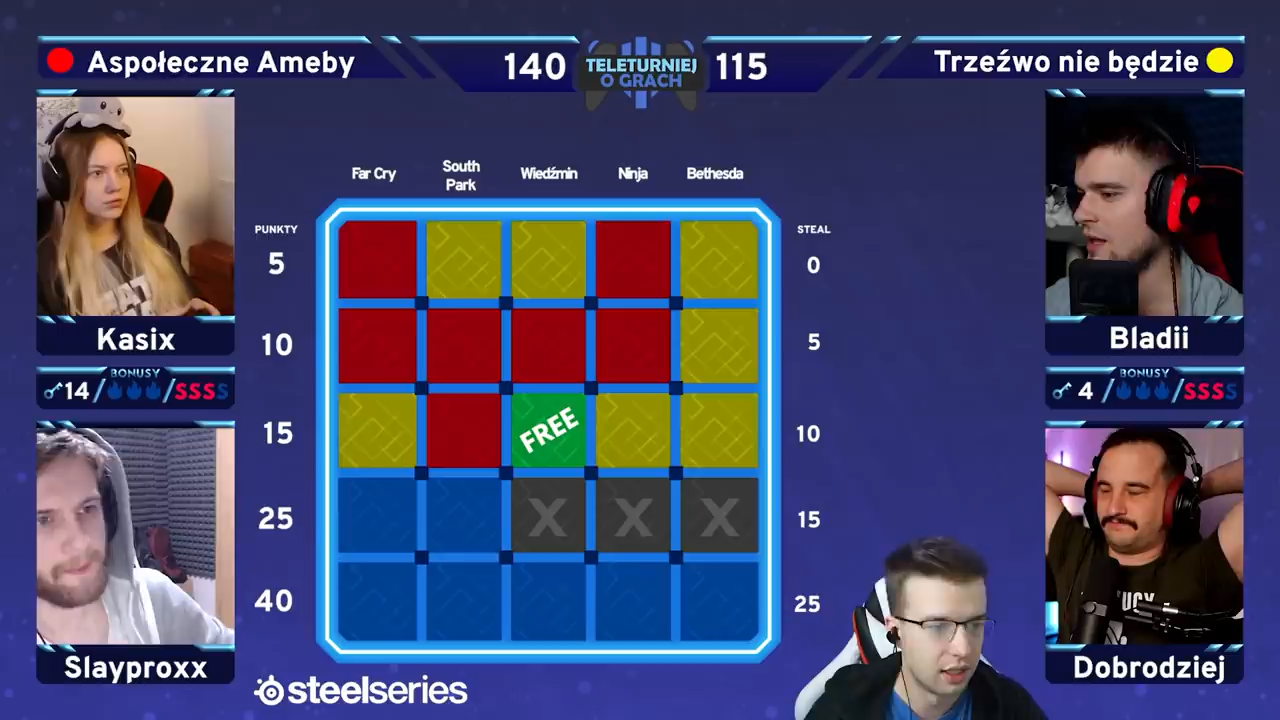 Aspołeczne Ameby
140
TELETURNIEJ
O GRACH
115
Trzeźwo nie będzie
Far Cry
South
Park
Wiedźmin
Ninja
Bethesda
PUNKTY
STEAL
5
0
10
5
15
FREE
10
25
X
X
X
15
40
25
Kasix
BONUSY
14 / / SSSS
Slayproxx
Bladii
BONUSY
4 / / SSSS
Dobrodziej
steelseries